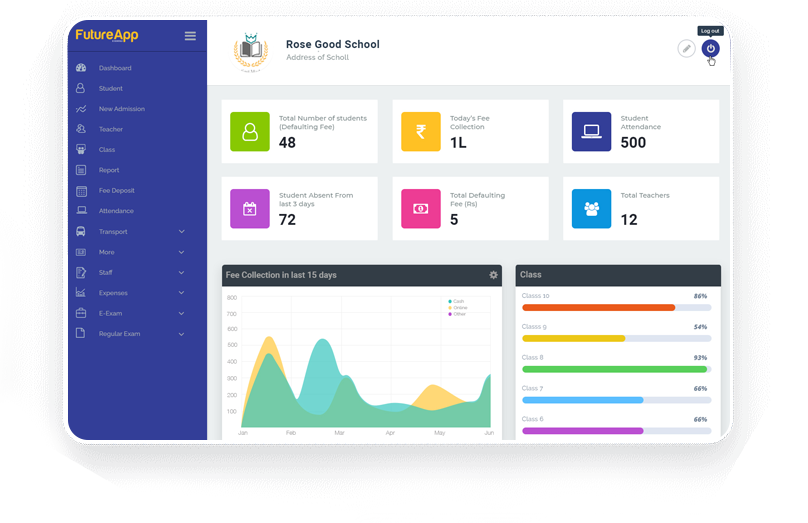 FutureApp
Log out
Rose Good School
Address of Scholl
Dashboard
Student
New Admission
Teacher
Class
Report
Fee Deposit
Attendance
Transport
More
Staff
Expenses
E-Exam
Regular Exam
Total Number of students
(Defaulting Fee)
48
Today's Fee
Collection
1L
Student
Attendance
500
Student Absent From
last 3 days
72
Total Defaulting
Fee (Rs)
5
Total Teachers
12
Fee Collection in last 15 days
800
700
600
500
400
300
200
100
Cash
Online
Other
Jan
Feb
Mar
Apr
May
Jun
Class
Classs 10
86%
Classs 9
54%
Class 8
93%
Class 7
66%
Class 6
66%